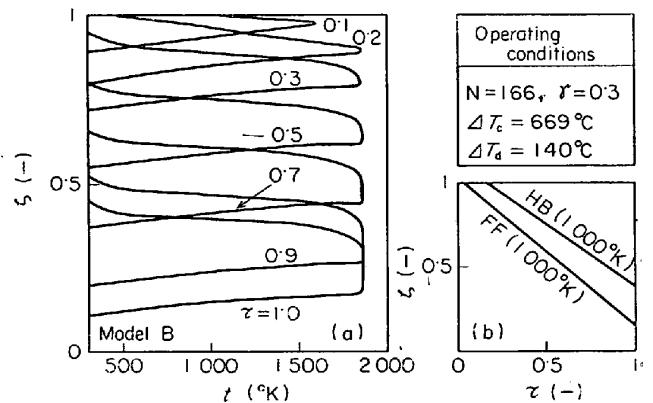 1
0.1
0.2
0.3
0.5
0.7
0.9
τ=1.0
Model B
(a)
0.5
0
ζ (—)
500
1 000
1 500
2 000
t (°K)
Operating
conditions
N=166, γ=0.3
ΔTc = 669°C
ΔTd = 140°C
1
HB(1 000°K)
FF(1 000°K)
0.5
ζ (—)
(b)
0
0.5
1
τ (—)